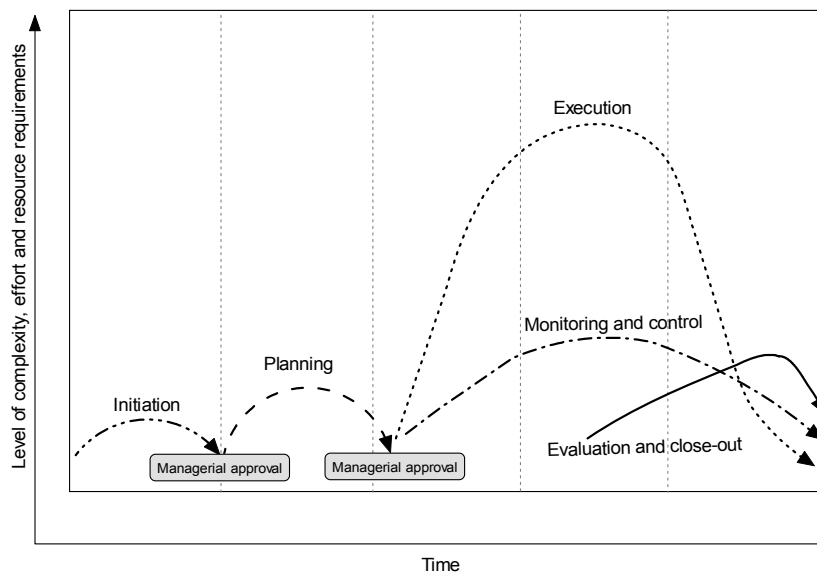 Level of complexity, effort and resource requirements
Execution
Monitoring and control
Planning
Initiation
Evaluation and close-out
Managerial approval
Managerial approval
Time